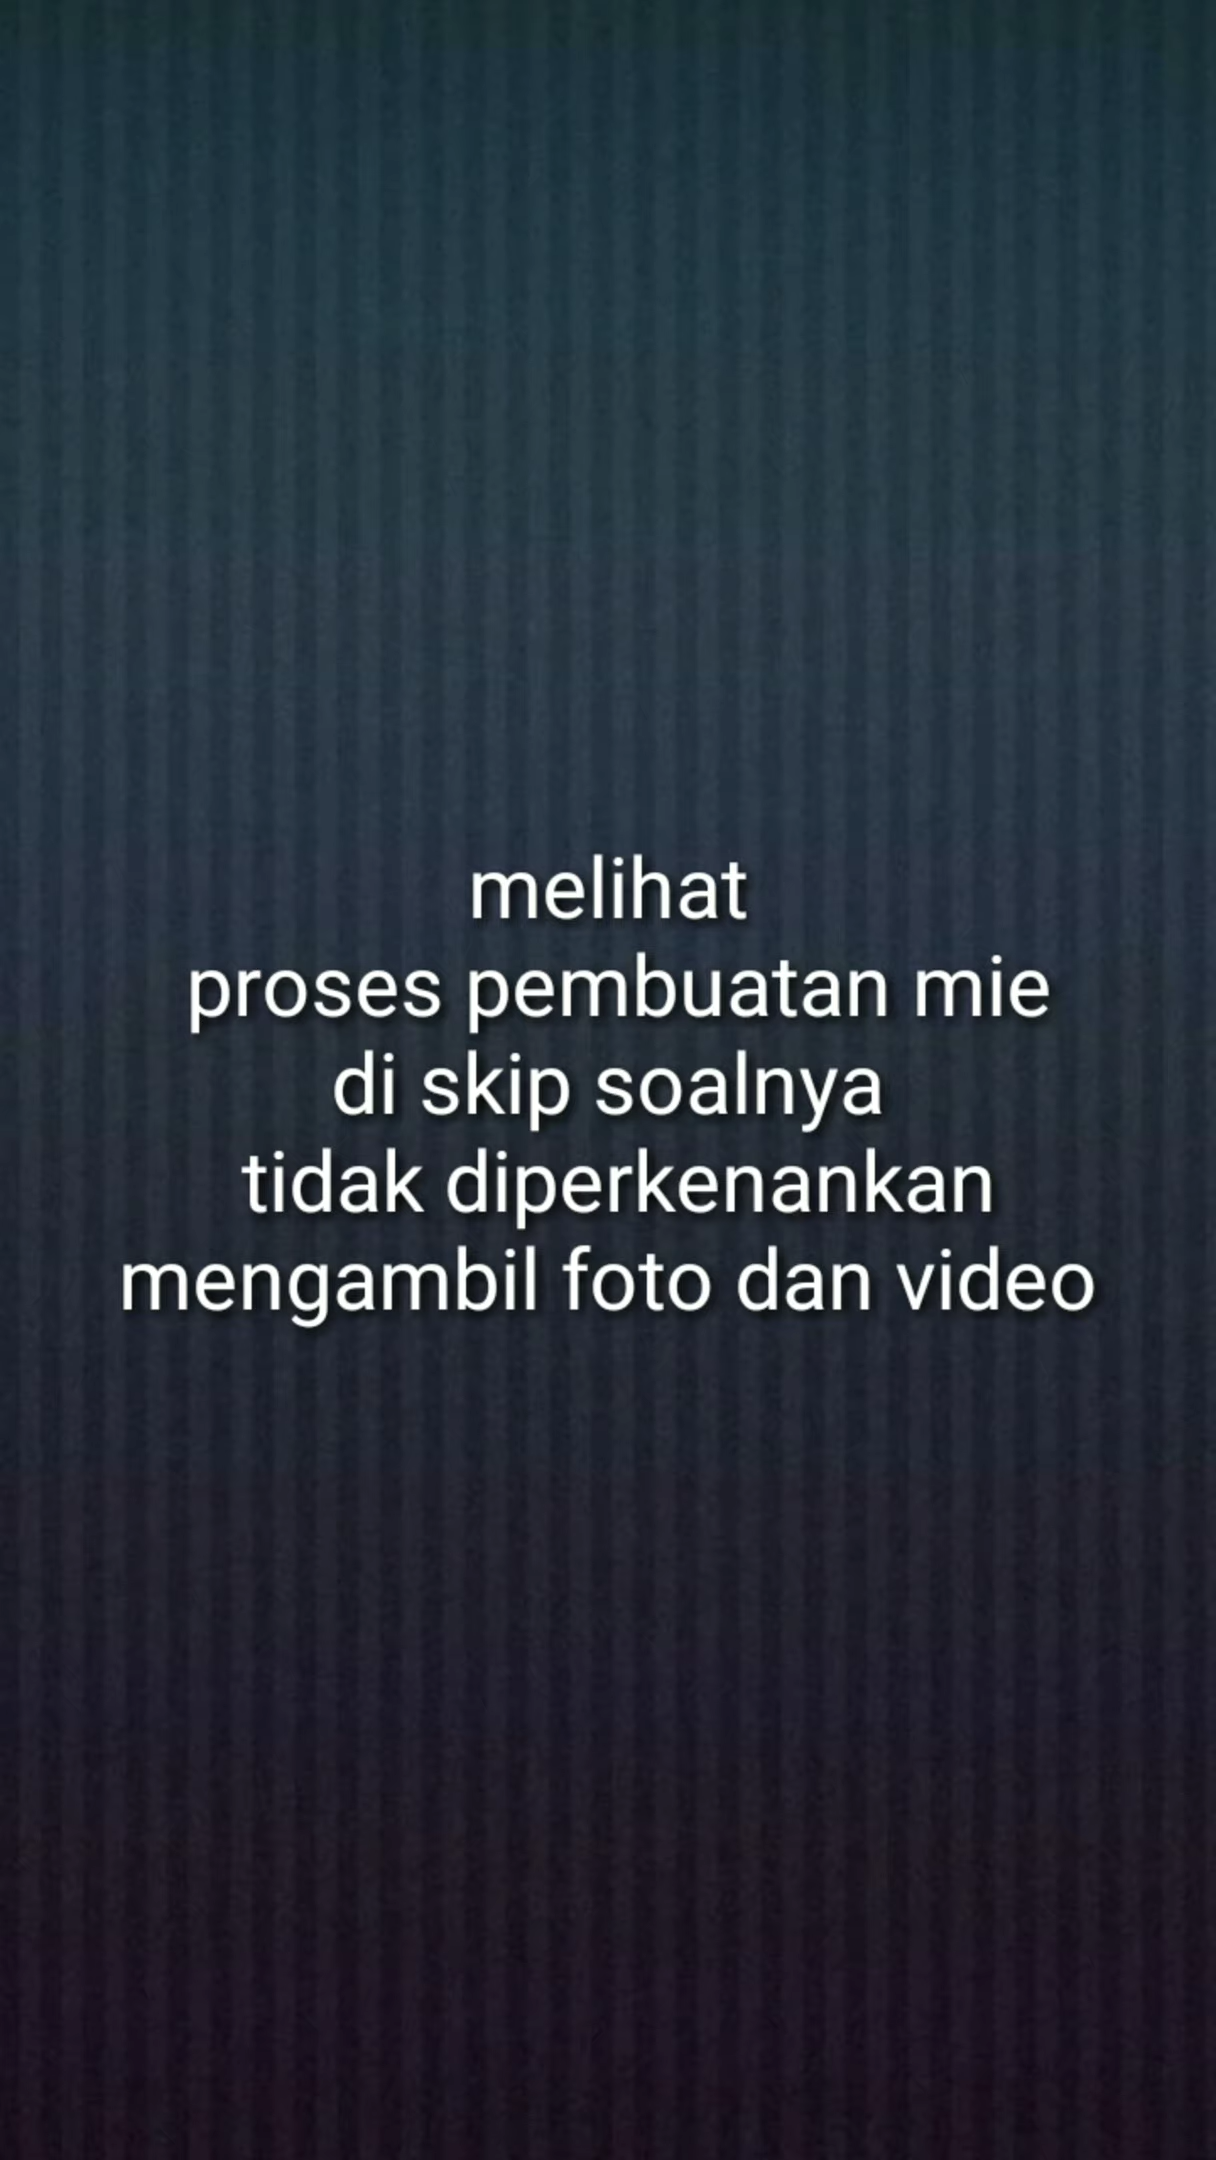 melihat
proses pembuatan mie
di skip soalnya
tidak diperkenankan
mengambil foto dan video